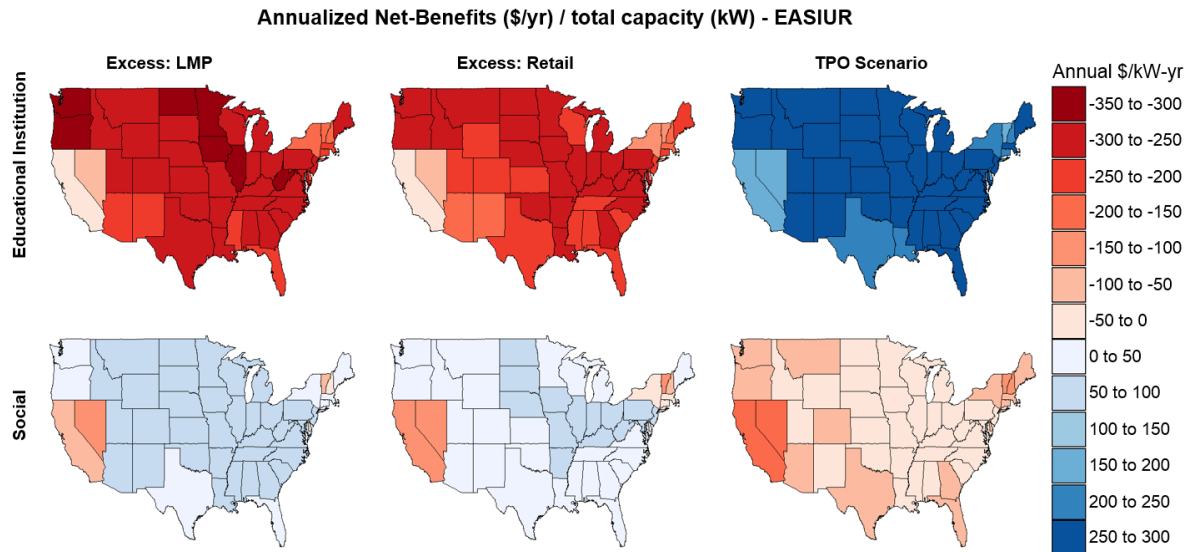 Annualized Net-Benefits ($/yr) / total capacity (kW) - EASIUR
Excess: LMP
Excess: Retail
TPO Scenario
Educational Institution
Social
Annual $/kW-yr
-350 to -300
-300 to -250
-250 to -200
-200 to -150
-150 to -100
-100 to -50
-50 to 0
0 to 50
50 to 100
100 to 150
150 to 200
200 to 250
250 to 300